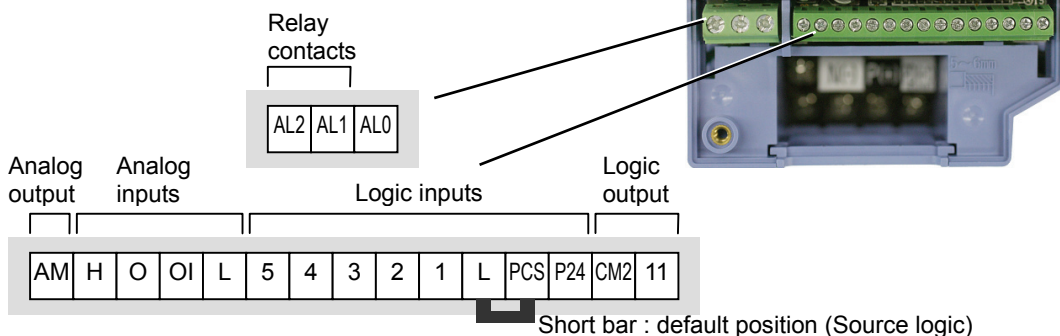 Relay
contacts
AL2 AL1 AL0
Analog
output
Analog
inputs
Logic inputs
Logic
output
AM H O OI L 5 4 3 2 1 L PCS P24 CM2 11
Short bar : default position (Source logic)